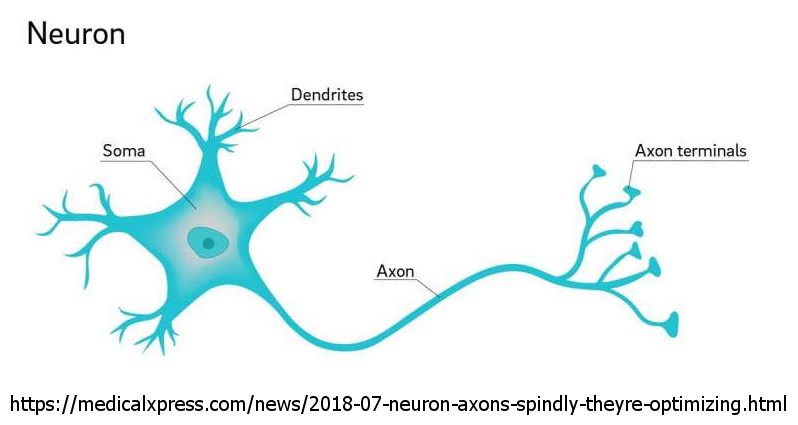 Neuron
Dendrites
Soma
Axon terminals
Axon
https://medicalxpress.com/news/2018-07-neuron-axons-spindly-theyre-optimizing.html